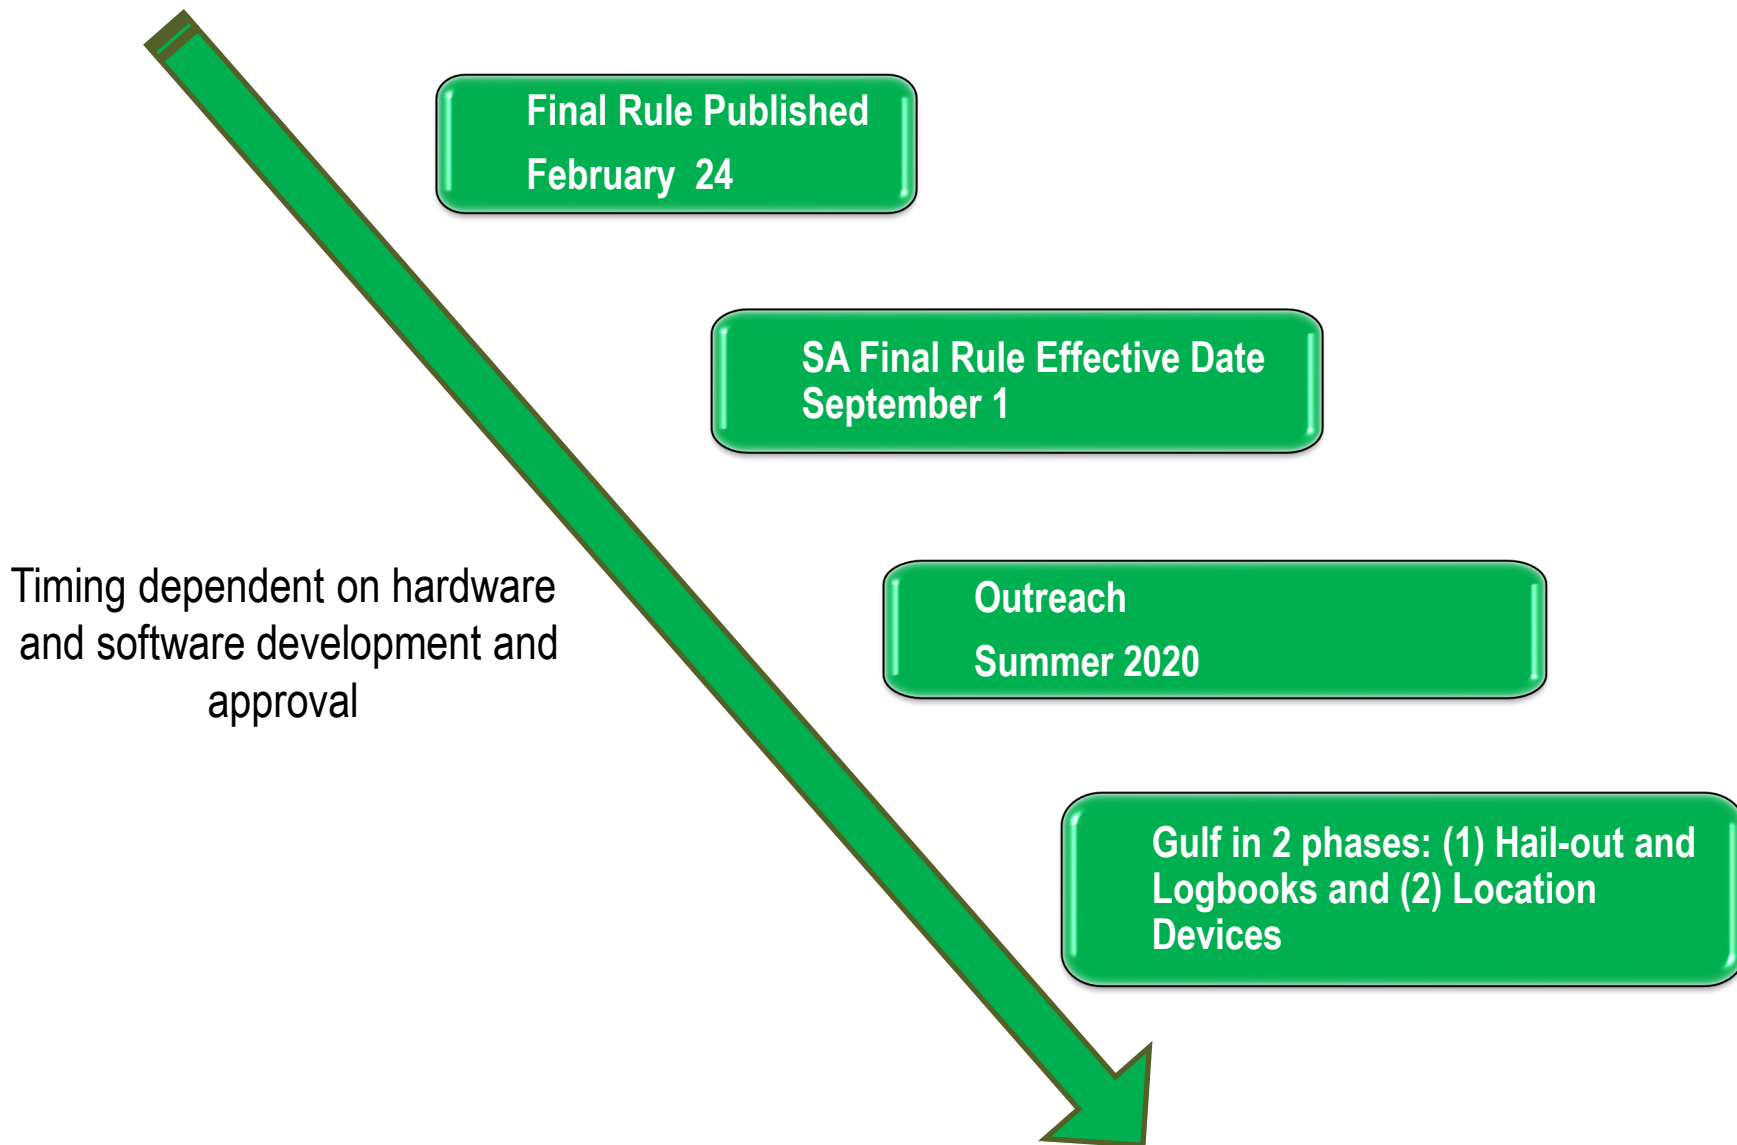 Final Rule Published
February 24
SA Final Rule Effective Date
September 1
Timing dependent on hardware
and software development and
approval
Outreach
Summer 2020
Gulf in 2 phases: (1) Hail-out and
Logbooks and (2) Location
Devices